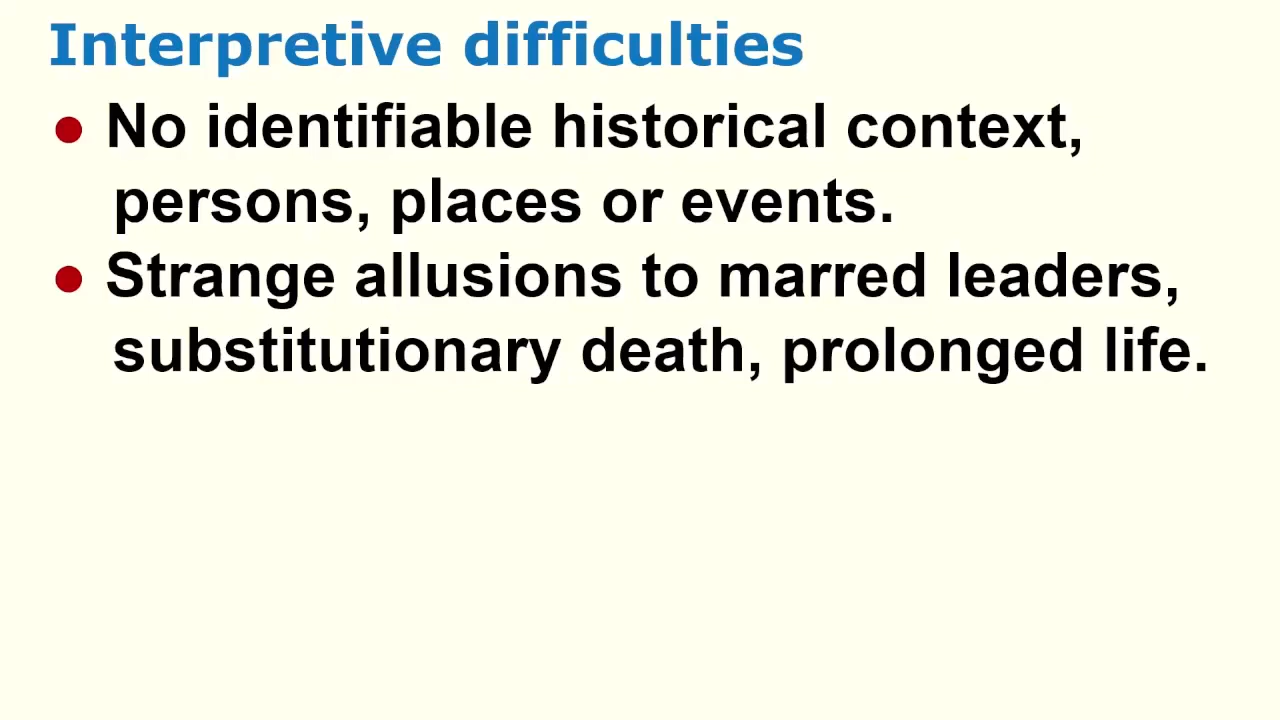 Interpretive difficulties
● No identifiable historical context,
persons, places or events.
● Strange allusions to marred leaders,
substitutionary death, prolonged life.